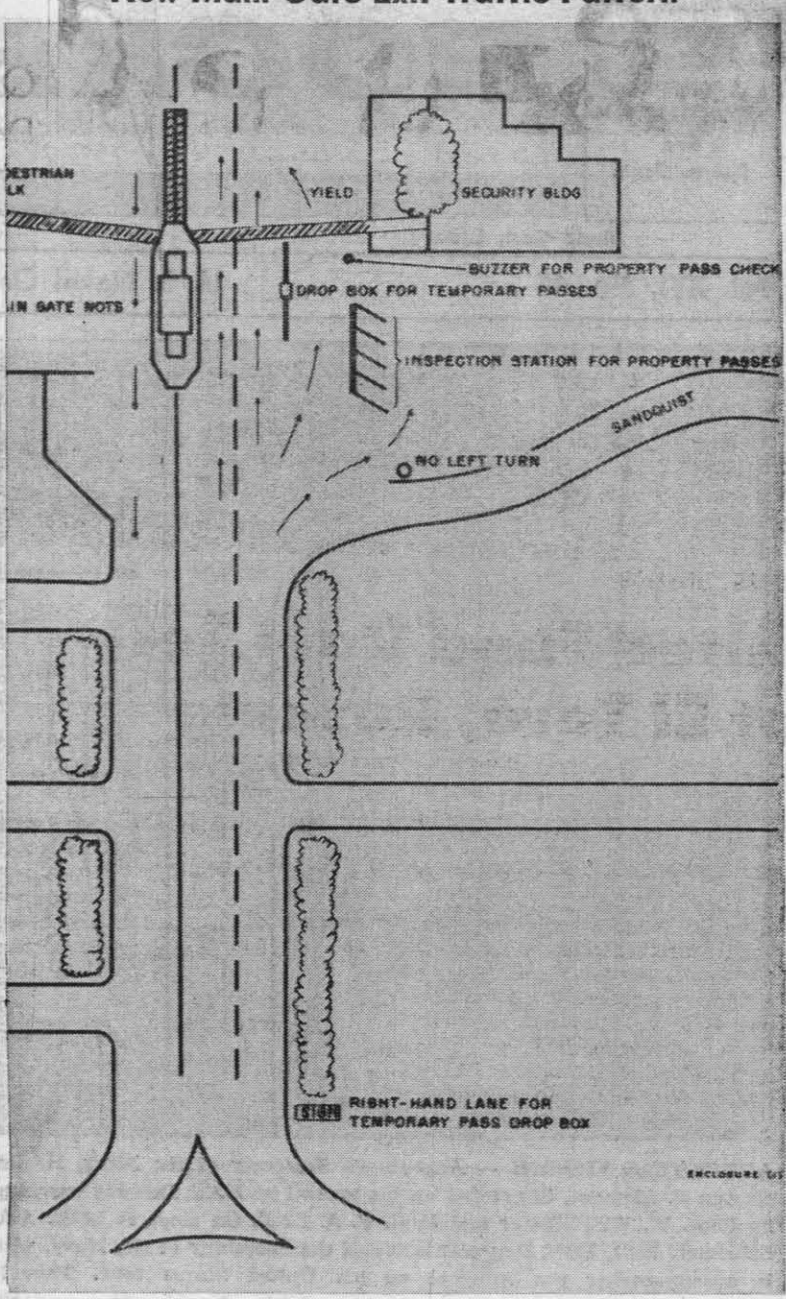 New Main Gate Exit Traffic Pattern
DESTRIAN
LK
YIELD
SECURITY BLDG
BUZZER FOR PROPERTY PASS CHECK
DROP BOX FOR TEMPORARY PASSES
IN GATE NOTS
INSPECTION STATION FOR PROPERTY PASSES
SANDQUIST
NO LEFT TURN
SIGN
RIGHT-HAND LANE FOR
TEMPORARY PASS DROP BOX
ENCLOSURE